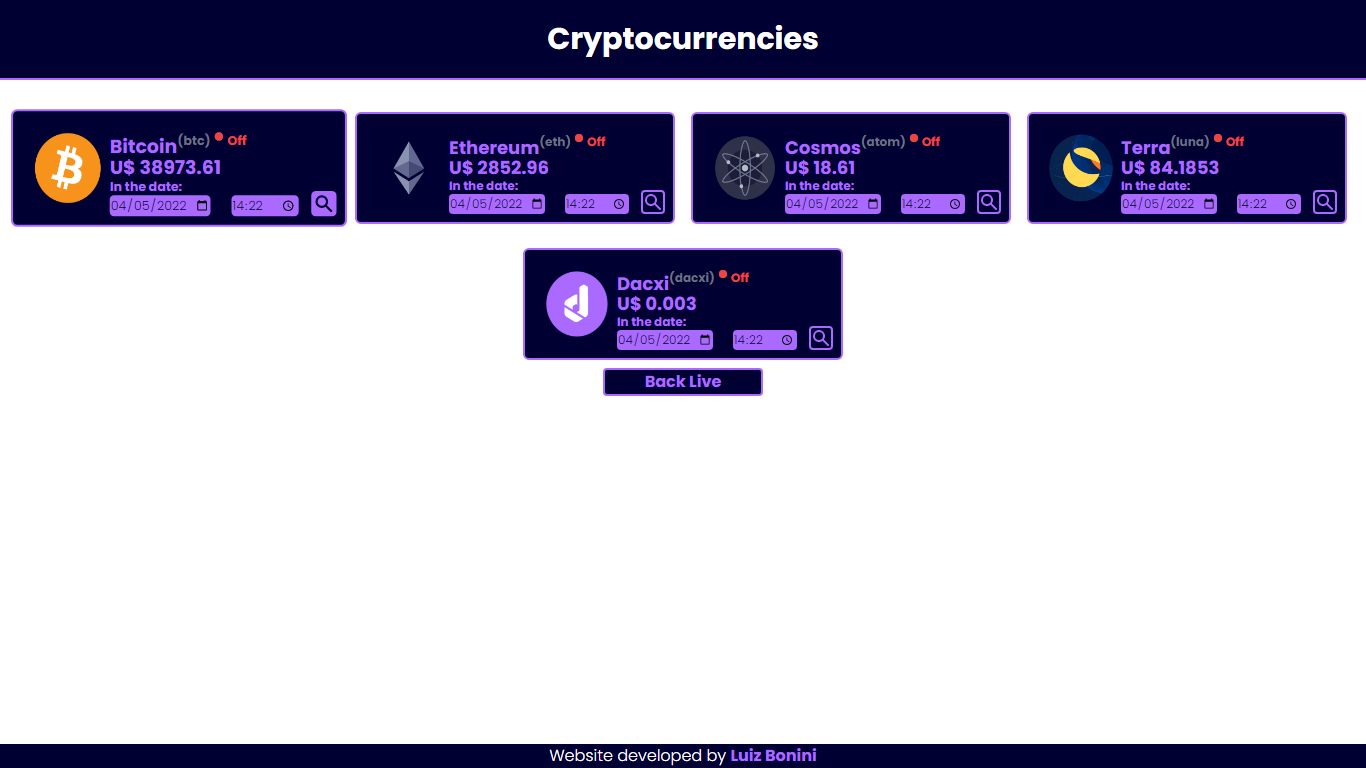 Cryptocurrencies
Bitcoin(btc) Off
U$ 38973.61
In the date:
04/05/2022 14:22
Ethereum(eth) Off
U$ 2852.96
In the date:
04/05/2022 14:22
Cosmos(atom) Off
U$ 18.61
In the date:
04/05/2022 14:22
Terra(luna) Off
U$ 84.1853
In the date:
04/05/2022 14:22
Dacxi(dacxi) Off
U$ 0.003
In the date:
04/05/2022 14:22
Back Live
Website developed by Luiz Bonini